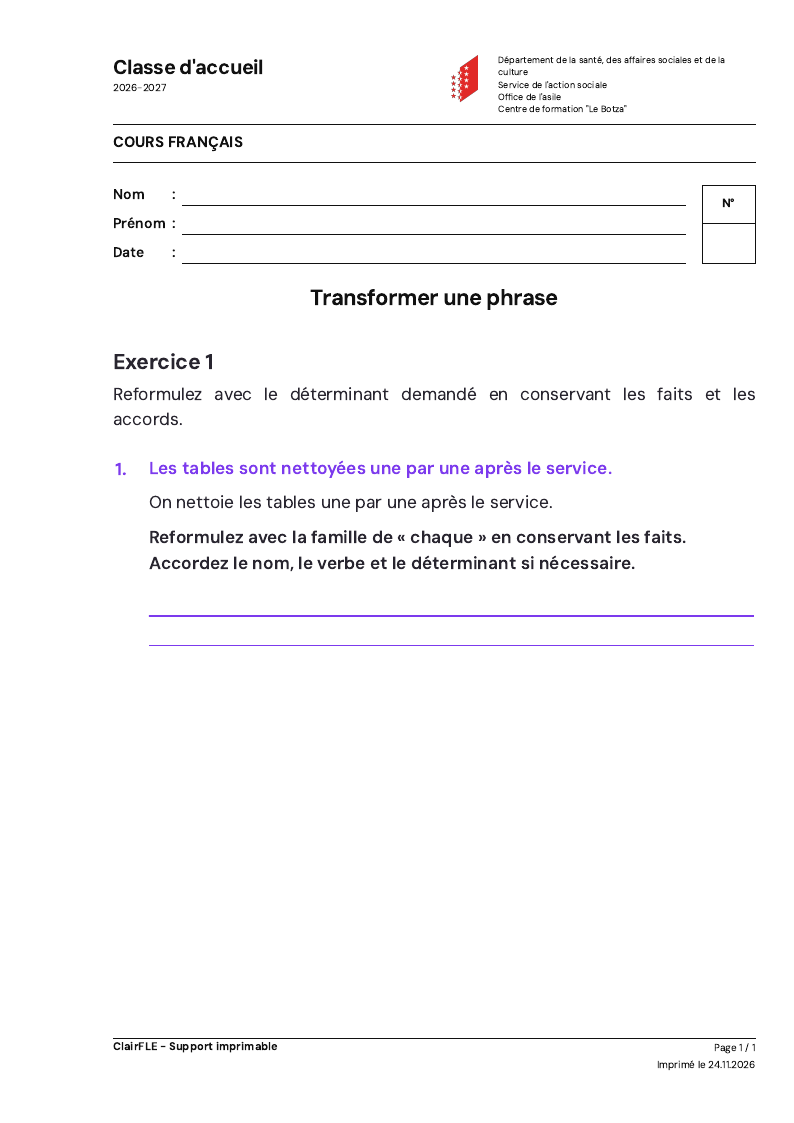 Classe d'accueil
2026-2027
Département de la santé, des affaires sociales et de la
culture
Service de l'action sociale
Office de l'asile
Centre de formation "Le Botza"
COURS FRANÇAIS
Nom :
Prénom :
Date :
N°
Transformer une phrase
Exercice 1
Reformulez avec le déterminant demandé en conservant les faits et les
accords.
1. Les tables sont nettoyées une par une après le service.
On nettoie les tables une par une après le service.
Reformulez avec la famille de « chaque » en conservant les faits.
Accordez le nom, le verbe et le déterminant si nécessaire.
ClairFLE - Support imprimable
Page 1 / 1
Imprimé le 24.11.2026